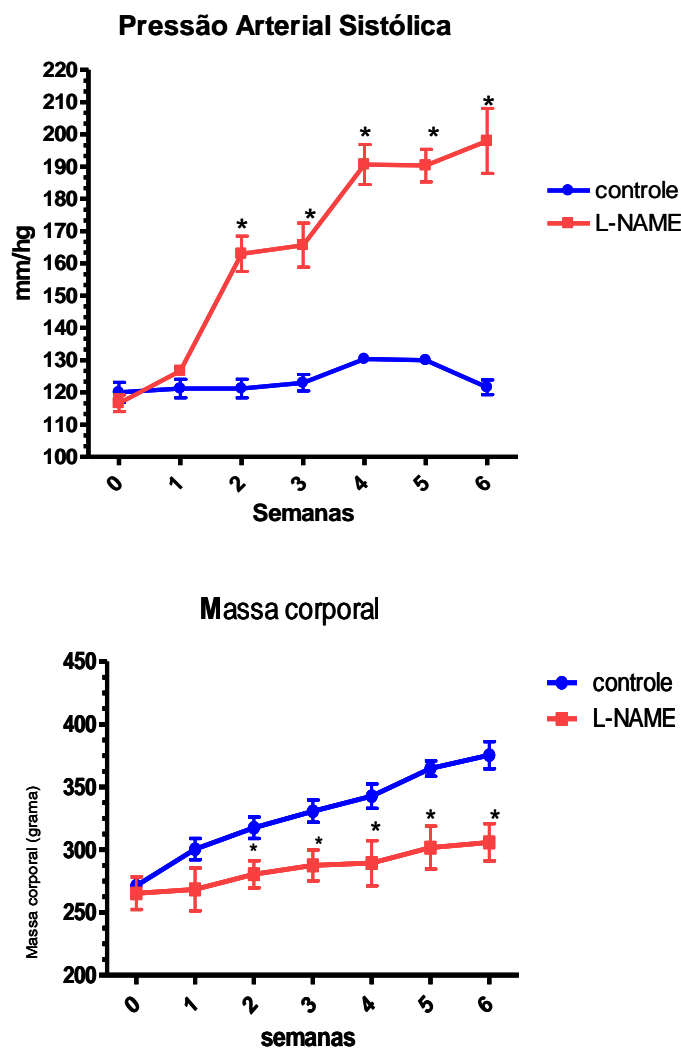 Pressão Arterial Sistólica
220
210
200
190
180
170
160
150
140
130
120
110
100
mm/hg
* * * * *
controle
L-NAME
0 1 2 3 4 5 6
Semanas
Massa corporal
450
400
350
300
250
200
Massa corporal (grama)
* * * * *
controle
L-NAME
0 1 2 3 4 5 6
semanas